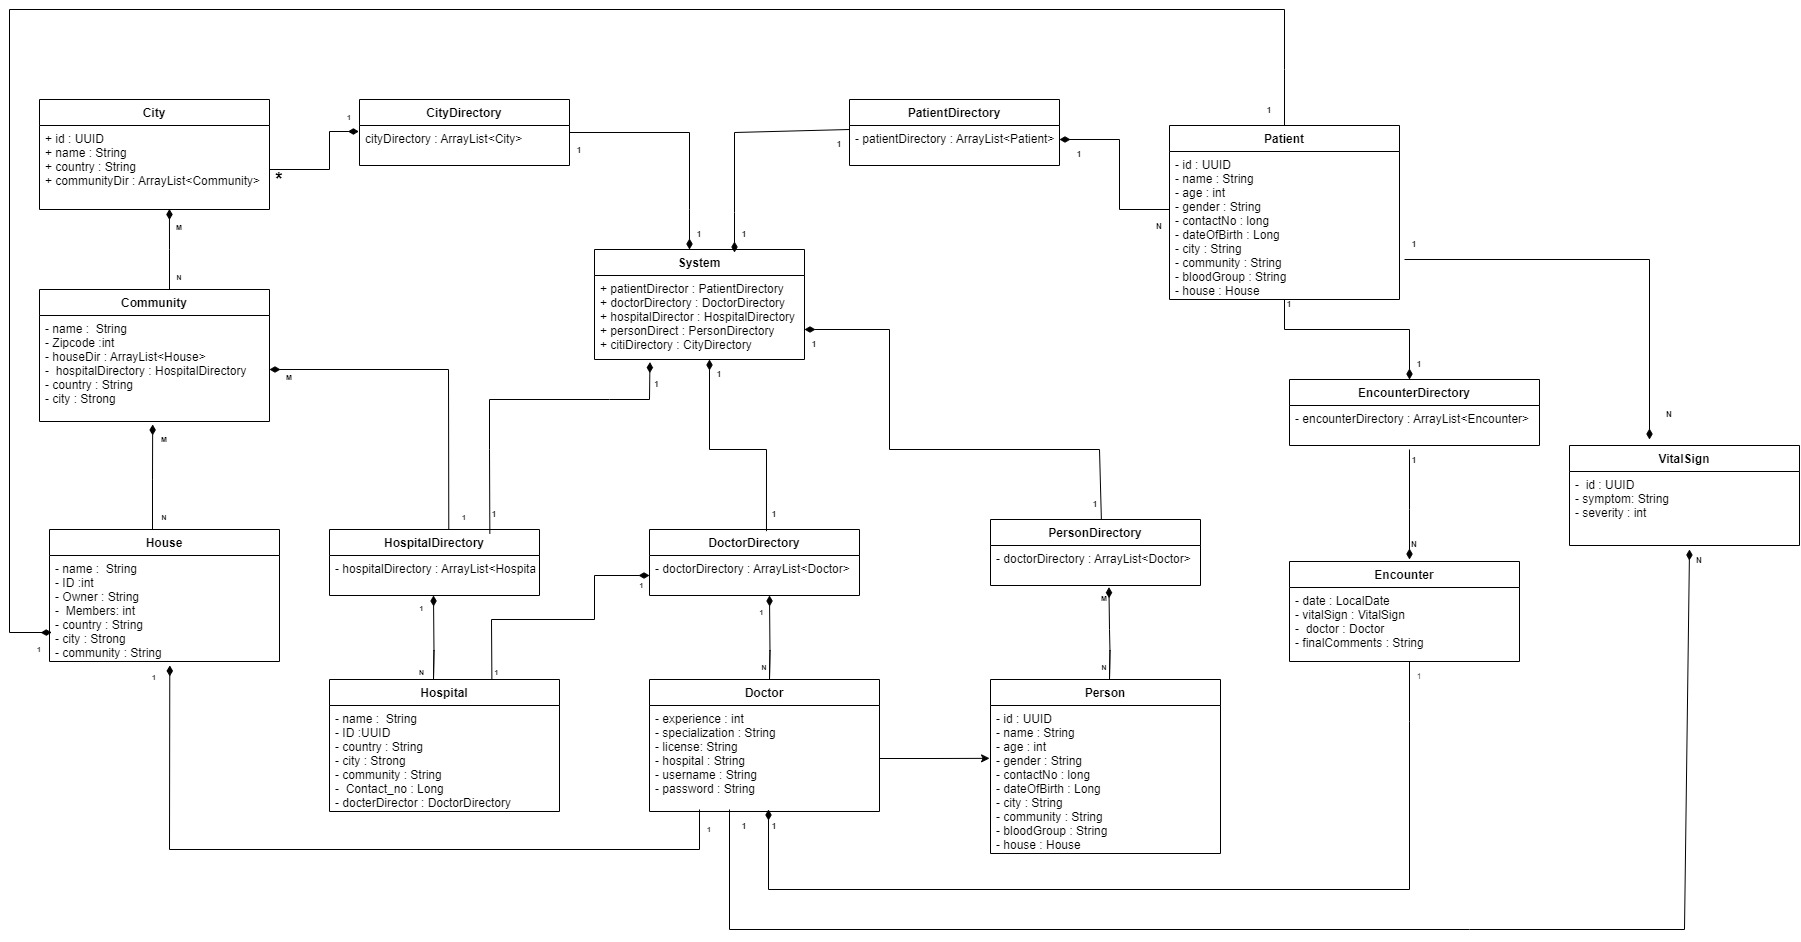 City
+ id : UUID
+ name : String
+ country : String
+ communityDir : ArrayList<Community>
1
*
CityDirectory
cityDirectory : ArrayList<City>
1
PatientDirectory
- patientDirectory : ArrayList<Patient>
1
1
N
1
Patient
- id : UUID
- name : String
- age : int
- gender : String
- contactNo : long
- dateOfBirth : Long
- city : String
- community : String
- bloodGroup : String
- house : House
1
1
M
N
1
1
System
+ patientDirector : PatientDirectory
+ doctorDirectory : DoctorDirectory
+ hospitalDirector : HospitalDirectory
+ personDirect : PersonDirectory
+ citiDirectory : CityDirectory
1
1
1
Community
- name :  String
- Zipcode :int
- houseDir : ArrayList<House>
-  hospitalDirectory : HospitalDirectory
- country : String
- city : Strong
M
M
N
1
EncounterDirectory
- encounterDirectory : ArrayList<Encounter>
1
N
N
VitalSign
-  id : UUID
- symptom: String
- severity : int
N
House
- name :  String
- ID :int
- Owner : String
-  Members: int
- country : String
- city : Strong
- community : String
1
1
1
1
HospitalDirectory
- hospitalDirectory : ArrayList<Hospita
1
N
1
DoctorDirectory
- doctorDirectory : ArrayList<Doctor>
1
1
N
1
PersonDirectory
- doctorDirectory : ArrayList<Doctor>
M
N
Encounter
- date : LocalDate
- vitalSign : VitalSign
-  doctor : Doctor
- finalComments : String
1
Hospital
- name :  String
- ID :UUID
- country : String
- city : Strong
- community : String
-  Contact_no : Long
- docterDirector : DoctorDirectory
1
Doctor
- experience : int
- specialization : String
- license: String
- hospital : String
- username : String
- password : String
1
1
1
Person
- id : UUID
- name : String
- age : int
- gender : String
- contactNo : long
- dateOfBirth : Long
- city : String
- community : String
- bloodGroup : String
- house : House